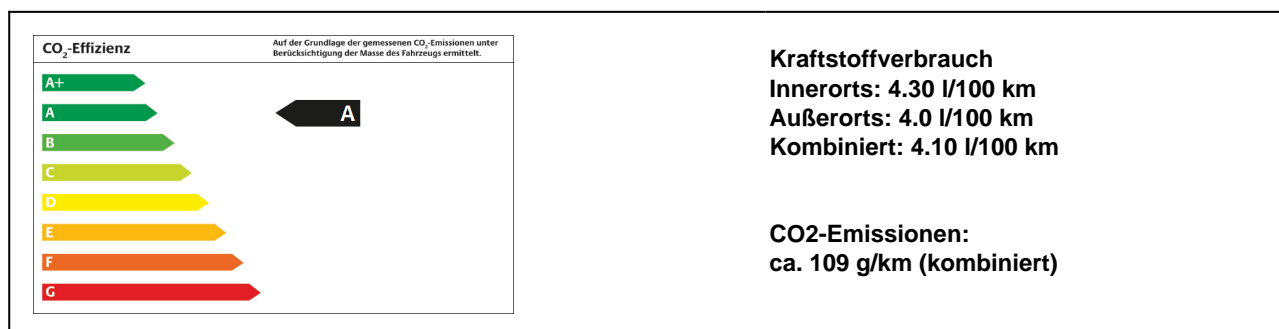 CO₂-Effizienz
Auf der Grundlage der gemessenen CO₂-Emissionen unter
Berücksichtigung der Masse des Fahrzeugs ermittelt.
A+
A
A
B
C
D
E
F
G
Kraftstoffverbrauch
Innerorts: 4.30 l/100 km
Außerorts: 4.0 l/100 km
Kombiniert: 4.10 l/100 km
CO2-Emissionen:
ca. 109 g/km (kombiniert)